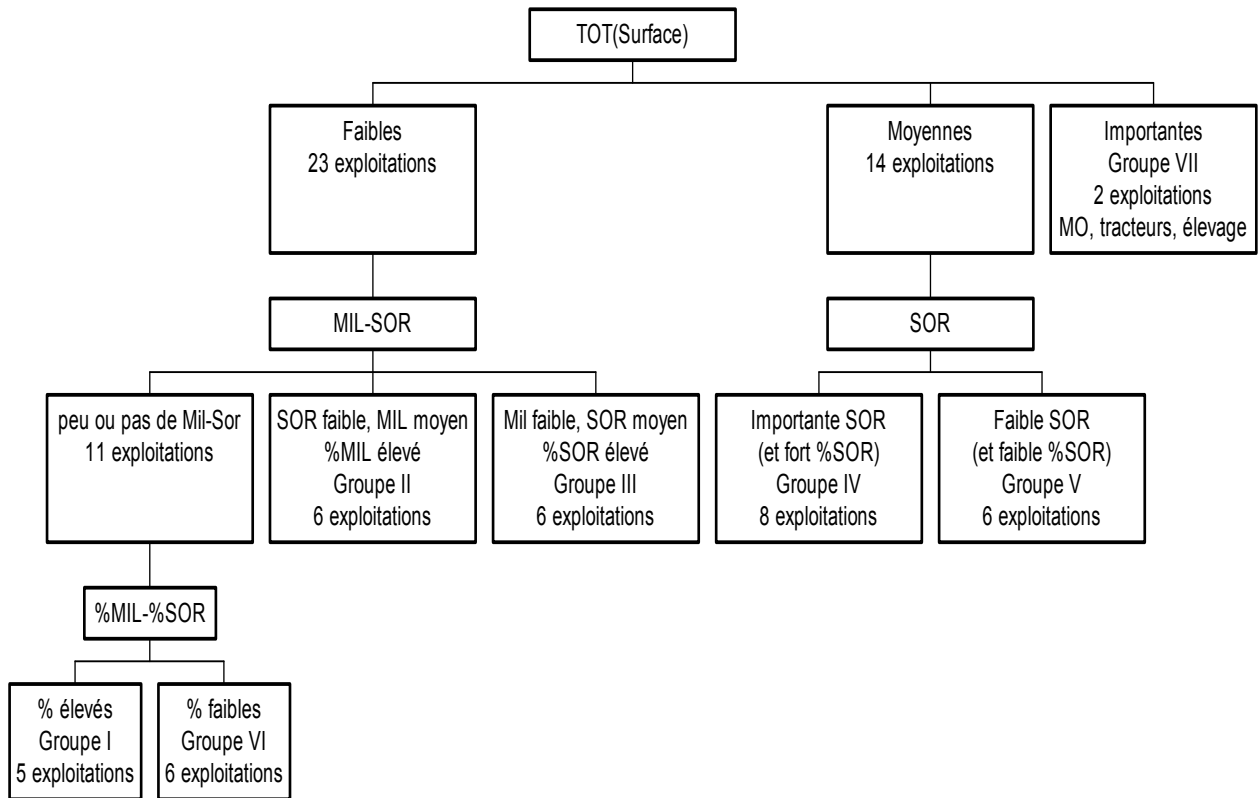 TOT(Surface)
Faibles
23 exploitations
Moyennes
14 exploitations
Importantes
Groupe VII
2 exploitations
MO, tracteurs, élevage
MIL-SOR
SOR
peu ou pas de Mil-Sor
11 exploitations
SOR faible, MIL moyen
%MIL élevé
Groupe II
6 exploitations
Mil faible, SOR moyen
%SOR élevé
Groupe III
6 exploitations
Importante SOR
(et fort %SOR)
Groupe IV
8 exploitations
Faible SOR
(et faible %SOR)
Groupe V
6 exploitations
%MIL-%SOR
% élevés
Groupe I
5 exploitations
% faibles
Groupe VI
6 exploitations